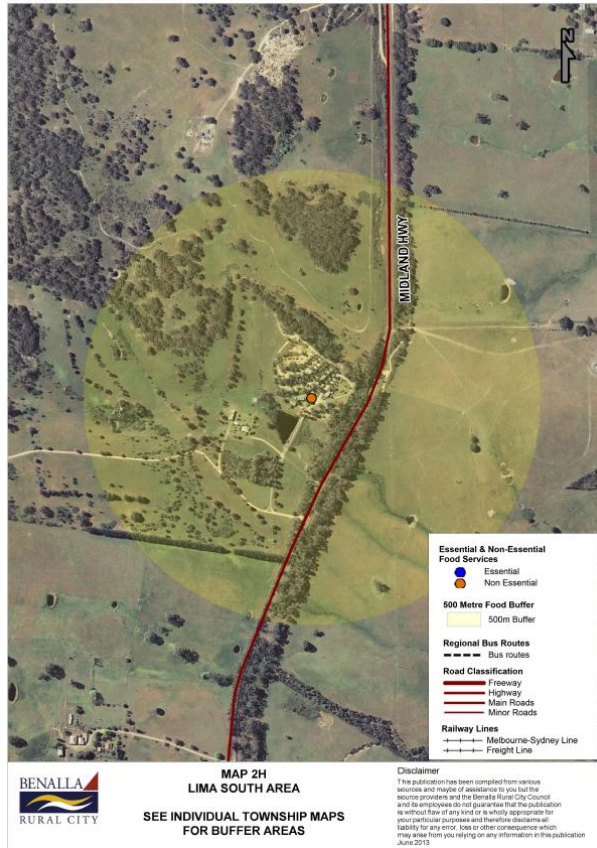 Z
MIDLAND HWY
Essential & Non-Essential
Food Services
Essential
Non Essential
500 Metre Food Buffer
500m Buffer
Regional Bus Routes
Bus routes
Road Classification
Freeway
Highway
Main Roads
Minor Roads
Railway Lines
Melbourne-Sydney Line
Freight Line
BENALLA
RURAL CITY
MAP 2H
LIMA SOUTH AREA
SEE INDIVIDUAL TOWNSHIP MAPS
FOR BUFFER AREAS
Disclaimer
This publication has been compiled from various
sources and maybe of assistance to you but the
source providers and the Benalla Rural City Council
and its employees do not guarantee that the publication
is without flaw of any kind or is wholly appropriate for
your particular purposes and therefore disclaims all
liability for any error, loss or other consequence which
may arise from you relying on any information in this publication
June 2013